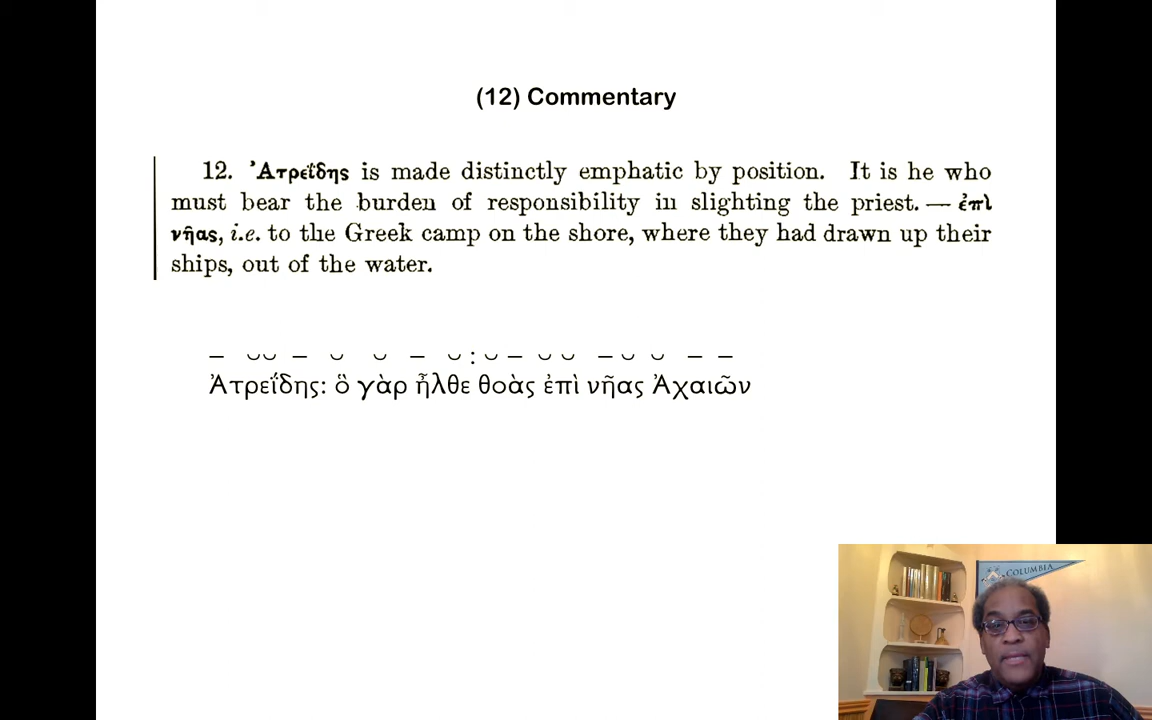 (12) Commentary
12. Ἀτρεΐδης is made distinctly emphatic by position. It is he who
must bear the burden of responsibility in slighting the priest. — ἐπὶ
νῆας, i.e. to the Greek camp on the shore, where they had drawn up their
ships, out of the water.
– ⏑⏑ – ⏑ ⏑ – ⏑ : ⏑ – ⏑ ⏑ – ⏑ ⏑ – –
Ἀτρεΐδης: ὃ γὰρ ἦλθε θοὰς ἐπὶ νῆας Ἀχαιῶν
COLUMBIA